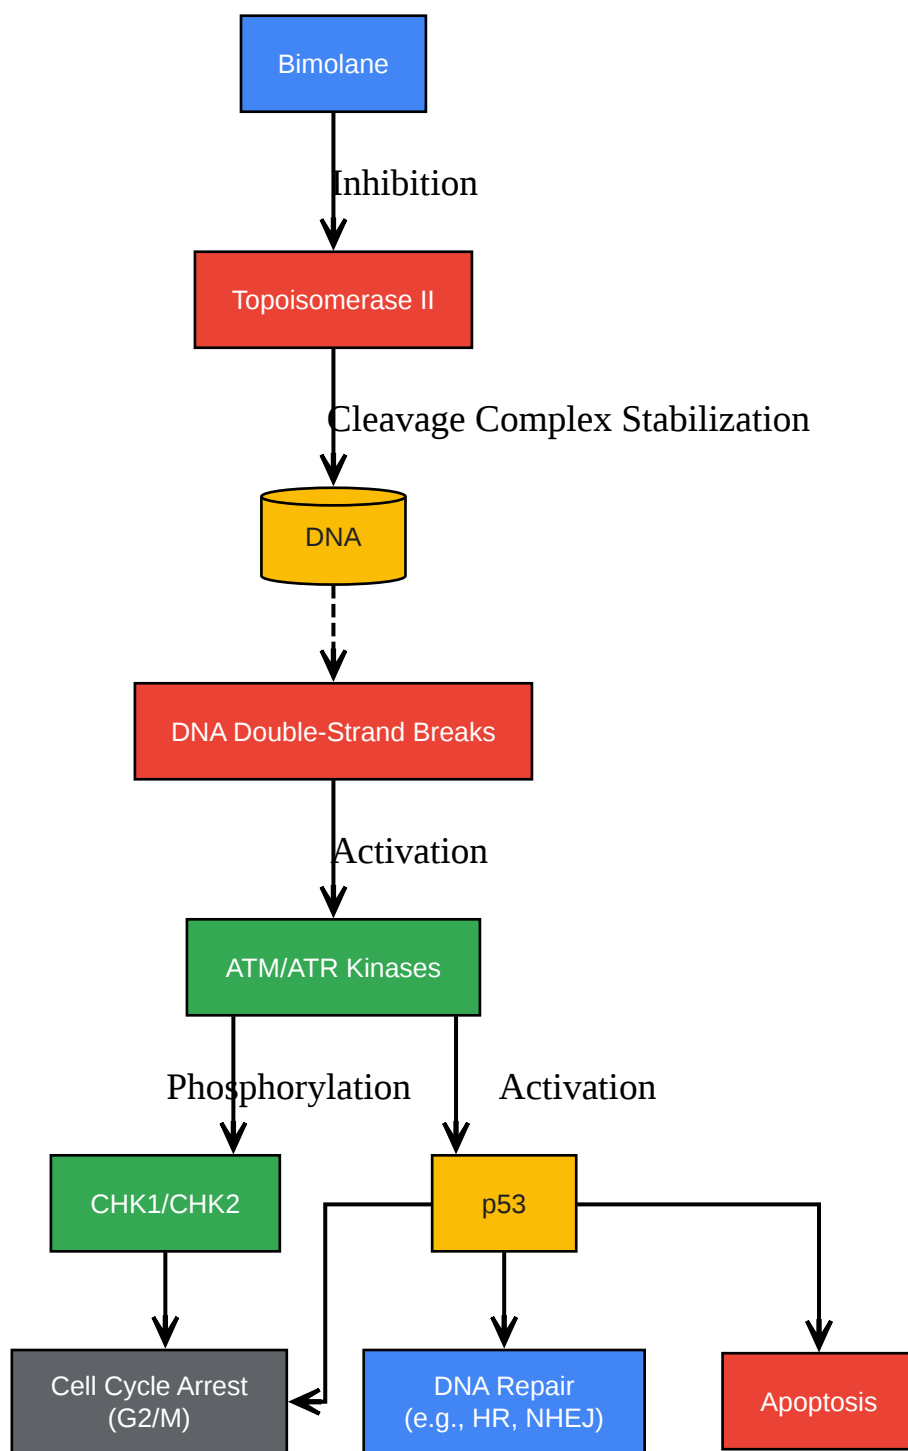 Bimolane
Inhibition
Topoisomerase II
Cleavage Complex Stabilization
DNA
DNA Double-Strand Breaks
Activation
ATM/ATR Kinases
Phosphorylation
Activation
CHK1/CHK2
p53
Cell Cycle Arrest
(G2/M)
DNA Repair
(e.g., HR, NHEJ)
Apoptosis